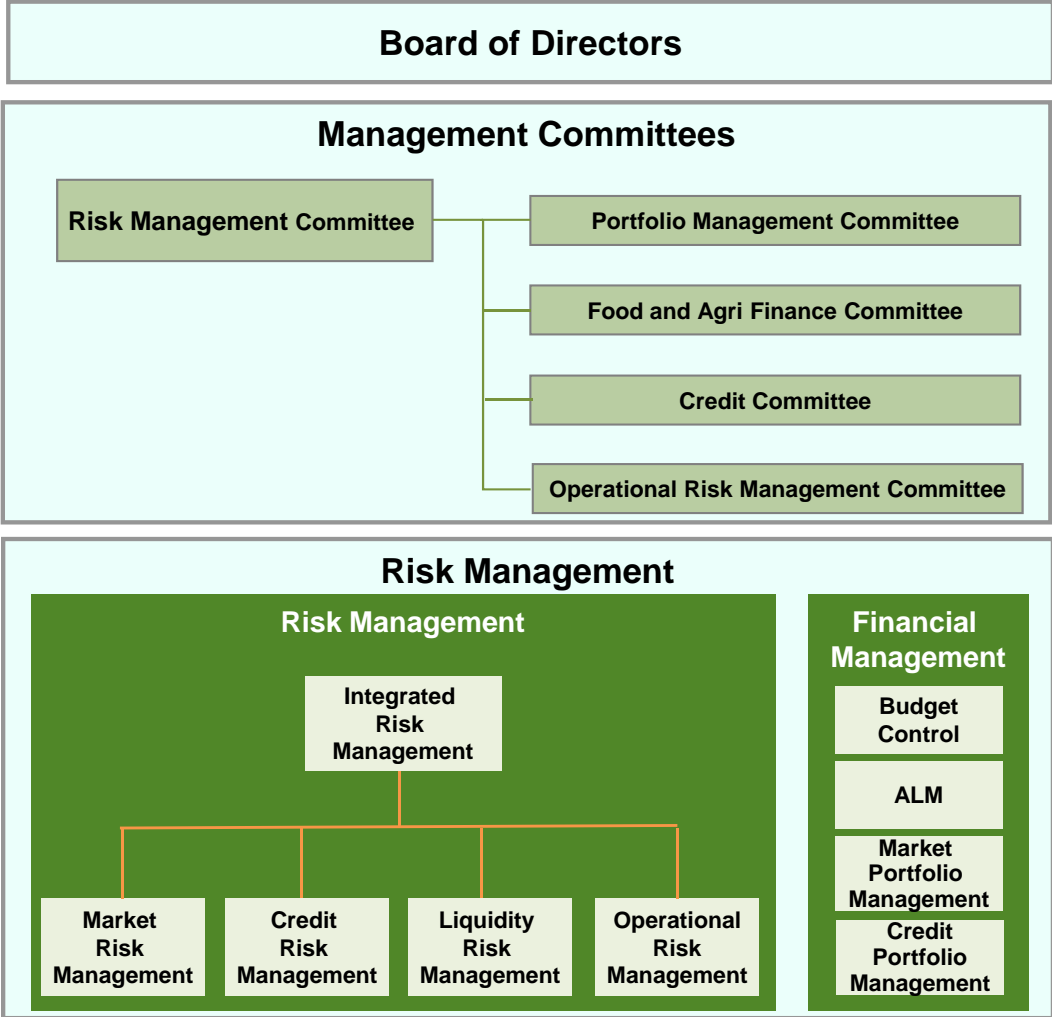 Board of Directors
Management Committees
Risk Management Committee
Portfolio Management Committee
Food and Agri Finance Committee
Credit Committee
Operational Risk Management Committee
Risk Management
Risk Management
Integrated
Risk
Management
Market
Risk
Management
Credit
Risk
Management
Liquidity
Risk
Management
Operational
Risk
Management
Financial
Management
Budget
Control
ALM
Market
Portfolio
Management
Credit
Portfolio
Management